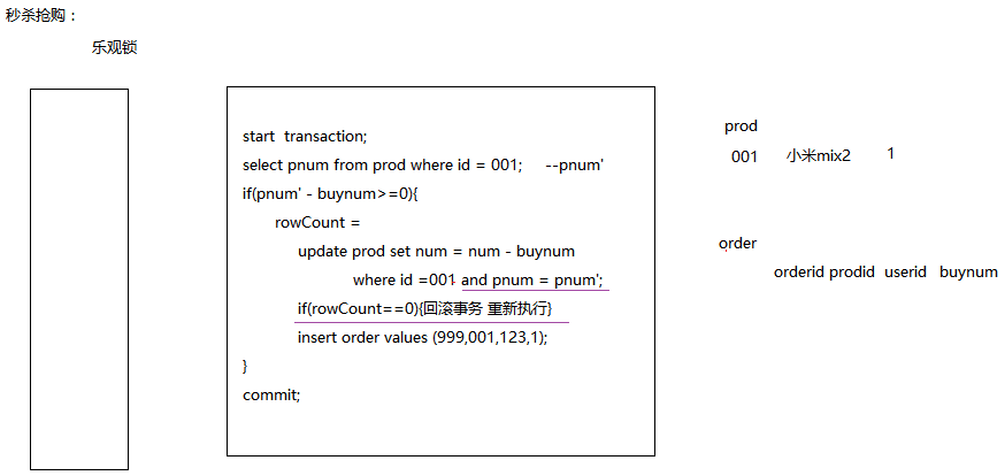 秒杀抢购：
乐观锁
start  transaction;
select pnum from prod where id = 001;     --pnum'
if(pnum' - buynum>=0){
rowCount =
update prod set num = num - buynum
where id =001 and pnum = pnum';
if(rowCount==0){回滚事务 重新执行}
insert order values (999,001,123,1);
}
commit;
prod
001 小米mix2 1
order
orderid prodid userid buynum